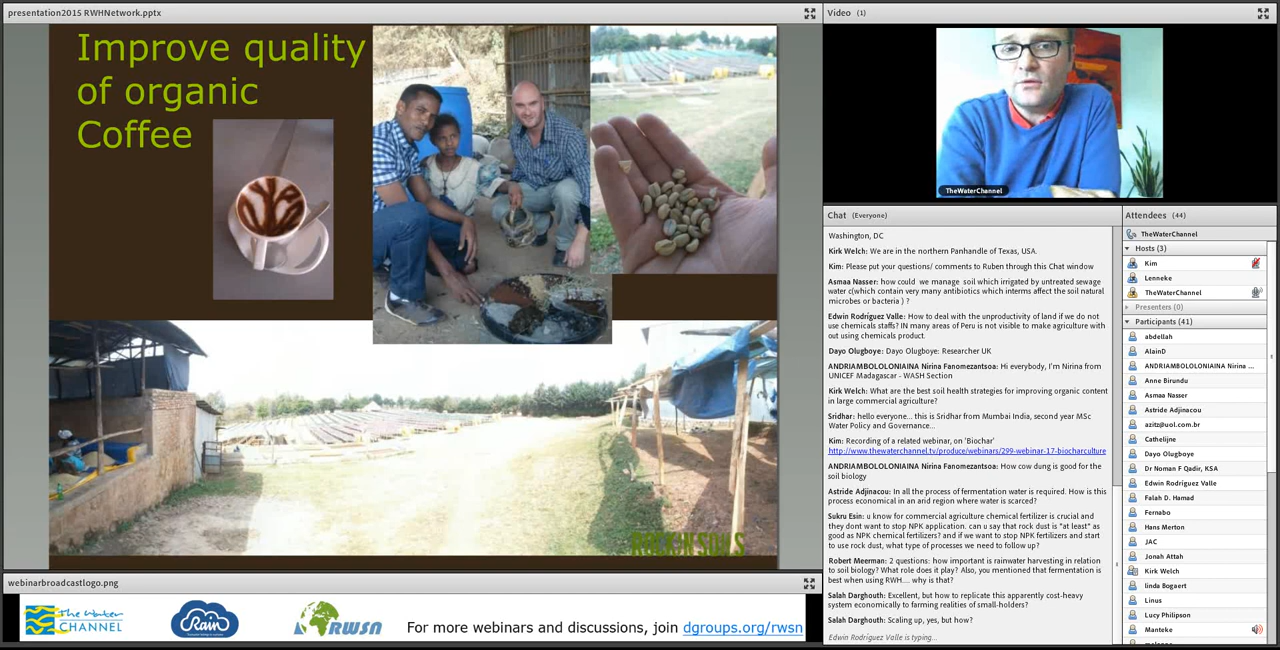 presentation2015 RWHNetwork.pptx
Improve quality
of organic
Coffee
ROCKIN SOILS
webinarbroadcastlogo.png
The Water
CHANNEL
Rain
RWSN
For more webinars and discussions, join dgroups.org/rwsn
Video (1)
TheWaterChannel
Chat (Everyone)
Washington, DC
Kirk Welch: We are in the northern Panhandle of Texas, USA.
Kim: Please put your questions/ comments to Ruben through this Chat window
Asmaa Nasser: how could we manage soil which irrigated by untreated sewage
water c(which contain very many antibiotics which interms affect the soil natural
microbes or bacteria ) ?
Edwin Rodríguez Valle: How to deal with the unproductivity of land if we do not
use chemicals staffs? IN many areas of Peru is not visible to make agriculture with
out using chemicals product.
Dayo Olugboye: Dayo Olugboye: Researcher UK
ANDRIAMBOLOLONIAINA Nirina Fanomezantsoa: Hi everybody, I'm Nirina from
UNICEF Madagascar - WASH Section
Kirk Welch: What are the best soil health strategies for improving organic content
in large commercial agriculture?
Sridhar: hello everyone... this is Sridhar from Mumbai India, second year MSc
Water Policy and Governance...
Kim: Recording of a related webinar, on 'Biochar'
http://www.thewaterchannel.tv/produce/webinars/299-webinar-17-biocharculture
ANDRIAMBOLOLONIAINA Nirina Fanomezantsoa: How cow dung is good for the
soil biology
Astride Adjinacou: In all the process of fermentation water is required. How is this
process economical in an arid region where water is scarced?
Sukru Esin: u know for commercial agriculture chemical fertilizer is crucial and
they dont want to stop NPK application. can u say that rock dust is "at least" as
good as NPK chemical fertilizers? and if we want to stop NPK fertilizers and start
to use rock dust, what type of processes we need to follow up?
Robert Meerman: 2 questions: how important is rainwater harvesting in relation
to soil biology? What role does it play? Also, you mentioned that fermentation is
best when using RWH.... why is that?
Salah Darghouth: Excellent, but how to replicate this apparently cost-heavy
system economically to farming realities of small-holders?
Salah Darghouth: Scaling up, yes, but how?
Edwin Rodríguez Valle is typing...
Attendees (44)
TheWaterChannel
Hosts (3)
Kim
Lenneke
TheWaterChannel
Presenters (0)
Participants (41)
abdellah
AlainD
ANDRIAMBOLOLONIAINA Nirina ...
Anne Birundu
Asmaa Nasser
Astride Adjinacou
azitz@uol.com.br
Cathelijne
Dayo Olugboye
Dr Noman F Qadir, KSA
Edwin Rodríguez Valle
Falah D. Hamad
Fernabo
Hans Merton
JAC
Jonah Attah
Kirk Welch
linda Bogaert
Linus
Lucy Philipson
Manteke